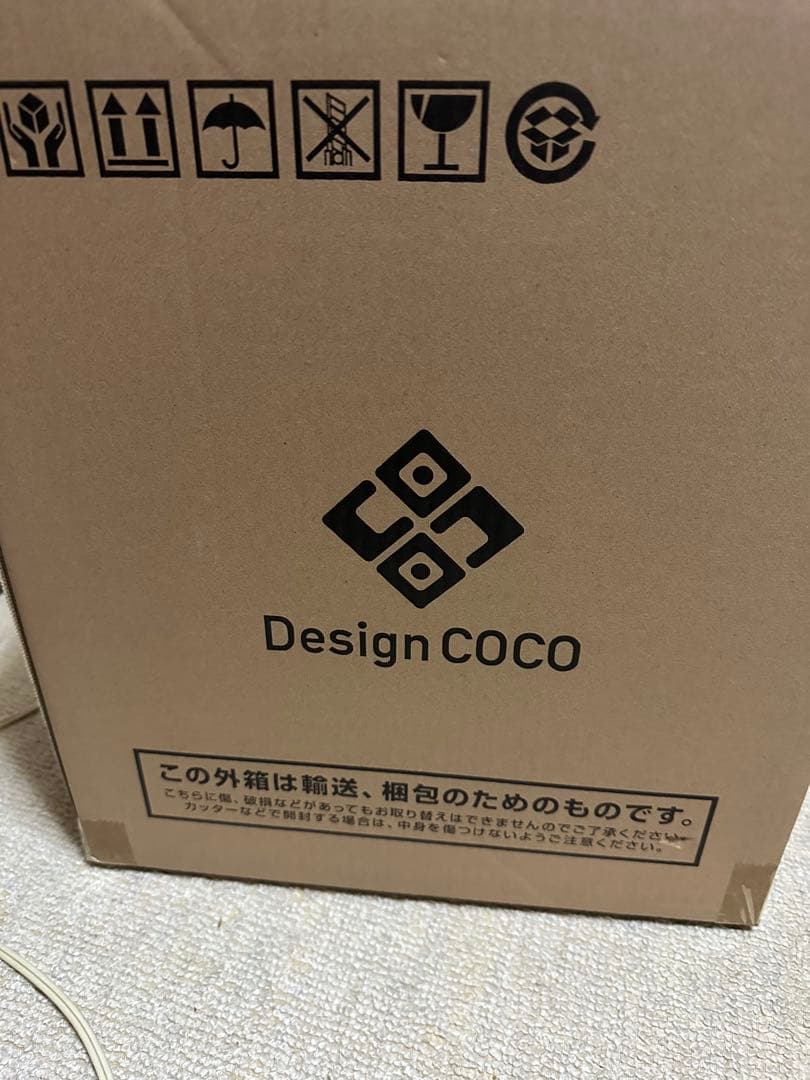 Design COCO
この外箱は輸送、梱包のためのものです。
こちらに傷、破損などがあってもお取り替えはできませんのでご了承ください。
カッターなどで開封する場合は、中身を傷つけないようご注意ください。